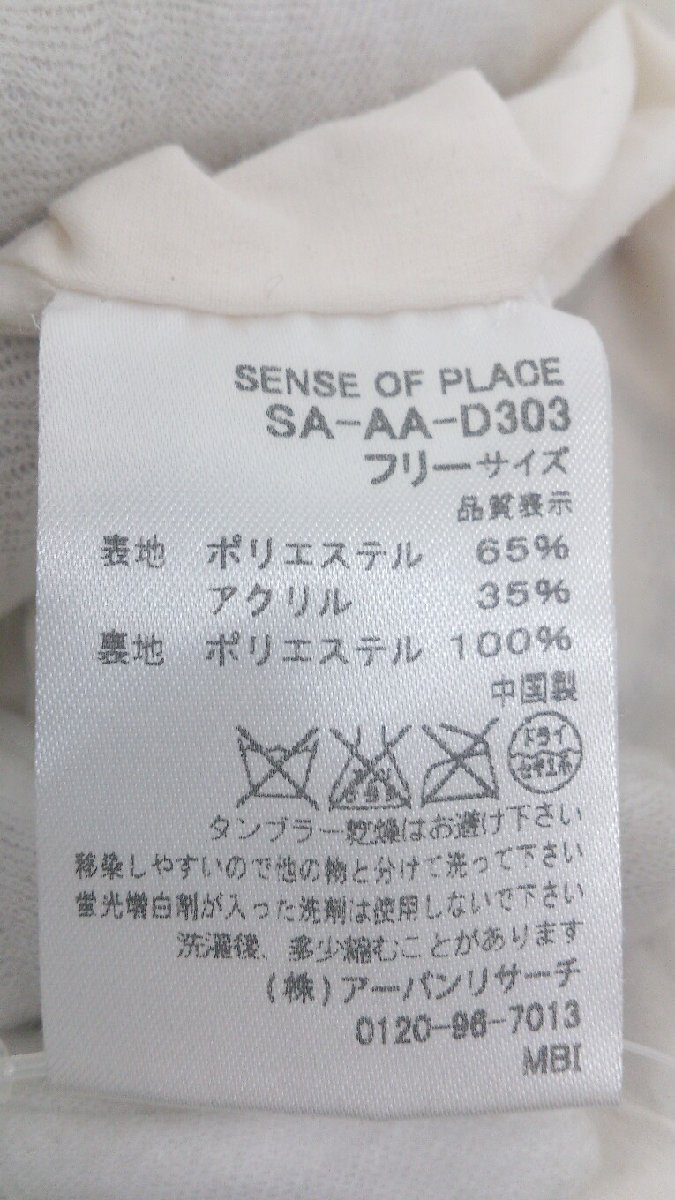 SENSE OF PLACE
SA-AA-D303
フリーサイズ
品質表示
表地 ポリエステル 65%
アクリル 35%
裏地 ポリエステル 100%
中国製
ドライ
セキユ系
タンブラー乾燥はお避け下さい
移染しやすいので他の物と分けて洗って下さい
蛍光増白剤が入った洗剤は使用しないで下さい
洗濯後、多少縮むことがあります
(株)アーバンリサーチ
0120-96-7013
MBI